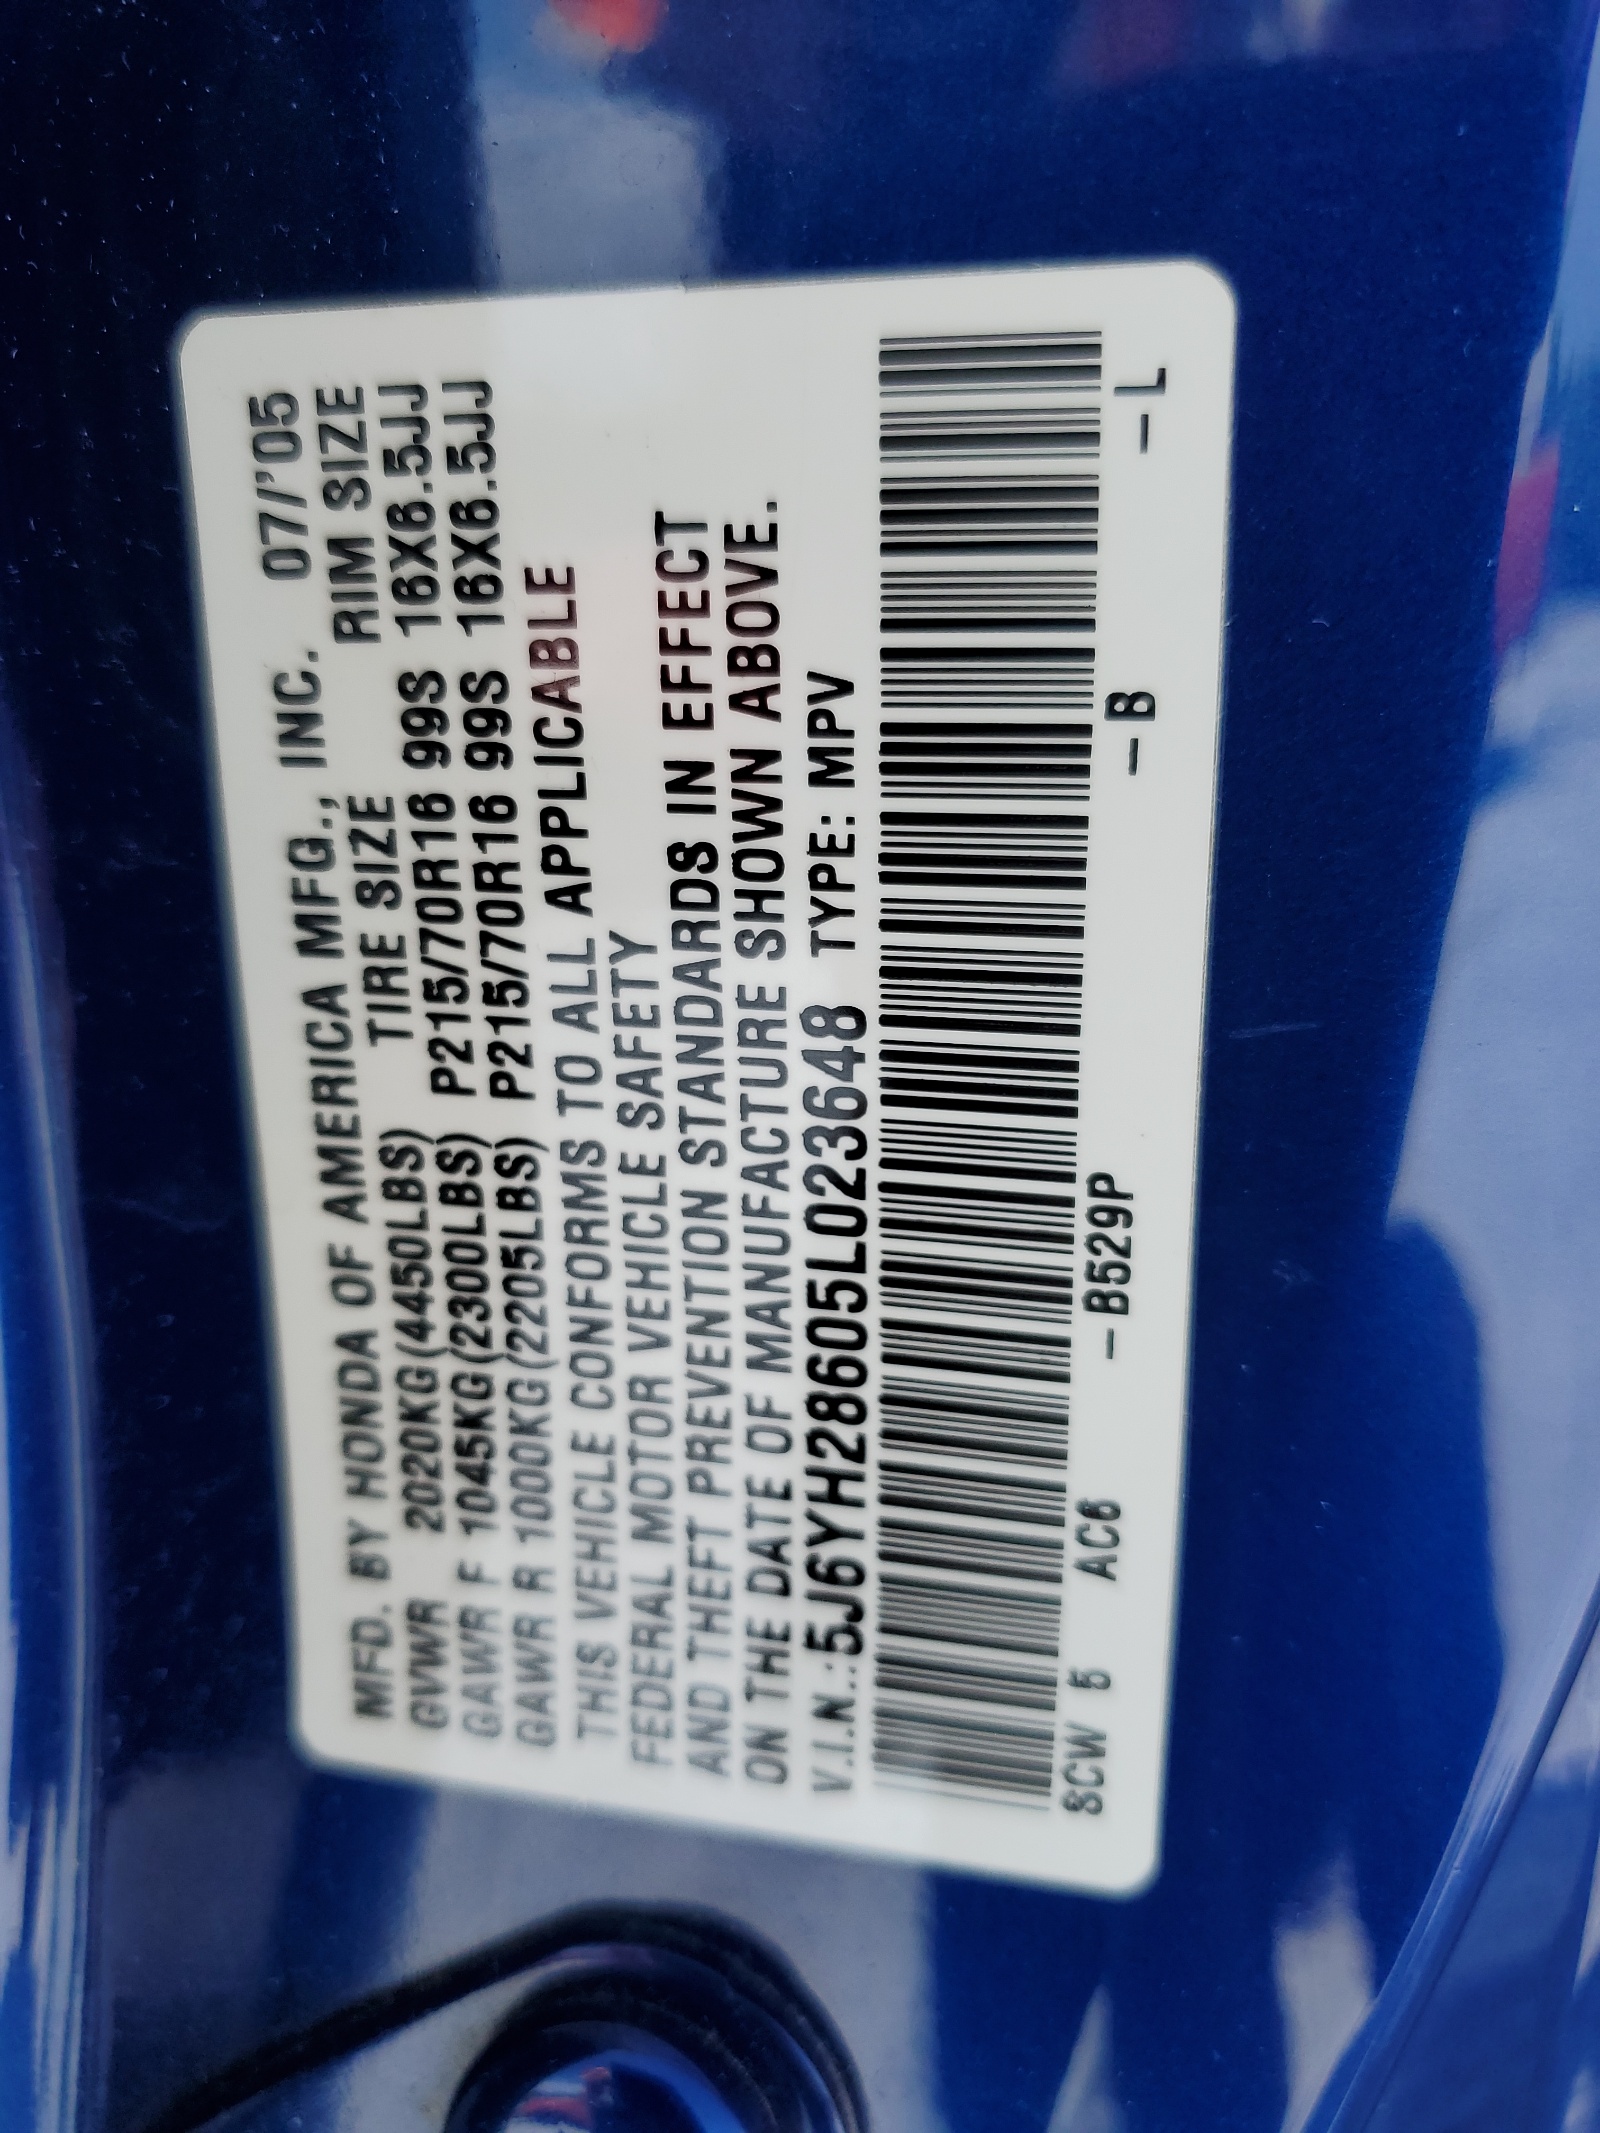 MFD. BY HONDA OF AMERICA MFG., INC. 07/'05
TIRE SIZE RIM SIZE
GVWR 2020KG(4450LBS)
GAWR F 1045KG(2300LBS) P215/70R16 99S 16X6.5JJ
GAWR R 1000KG(2205LBS) P215/70R16 99S 16X6.5JJ
THIS VEHICLE CONFORMS TO ALL APPLICABLE
FEDERAL MOTOR VEHICLE SAFETY
AND THEFT PREVENTION STANDARDS IN EFFECT
ON THE DATE OF MANUFACTURE SHOWN ABOVE.
V.I.N.:5J6YH28605L023648 TYPE: MPV
SCW 5 AC6 –B529P –B –L